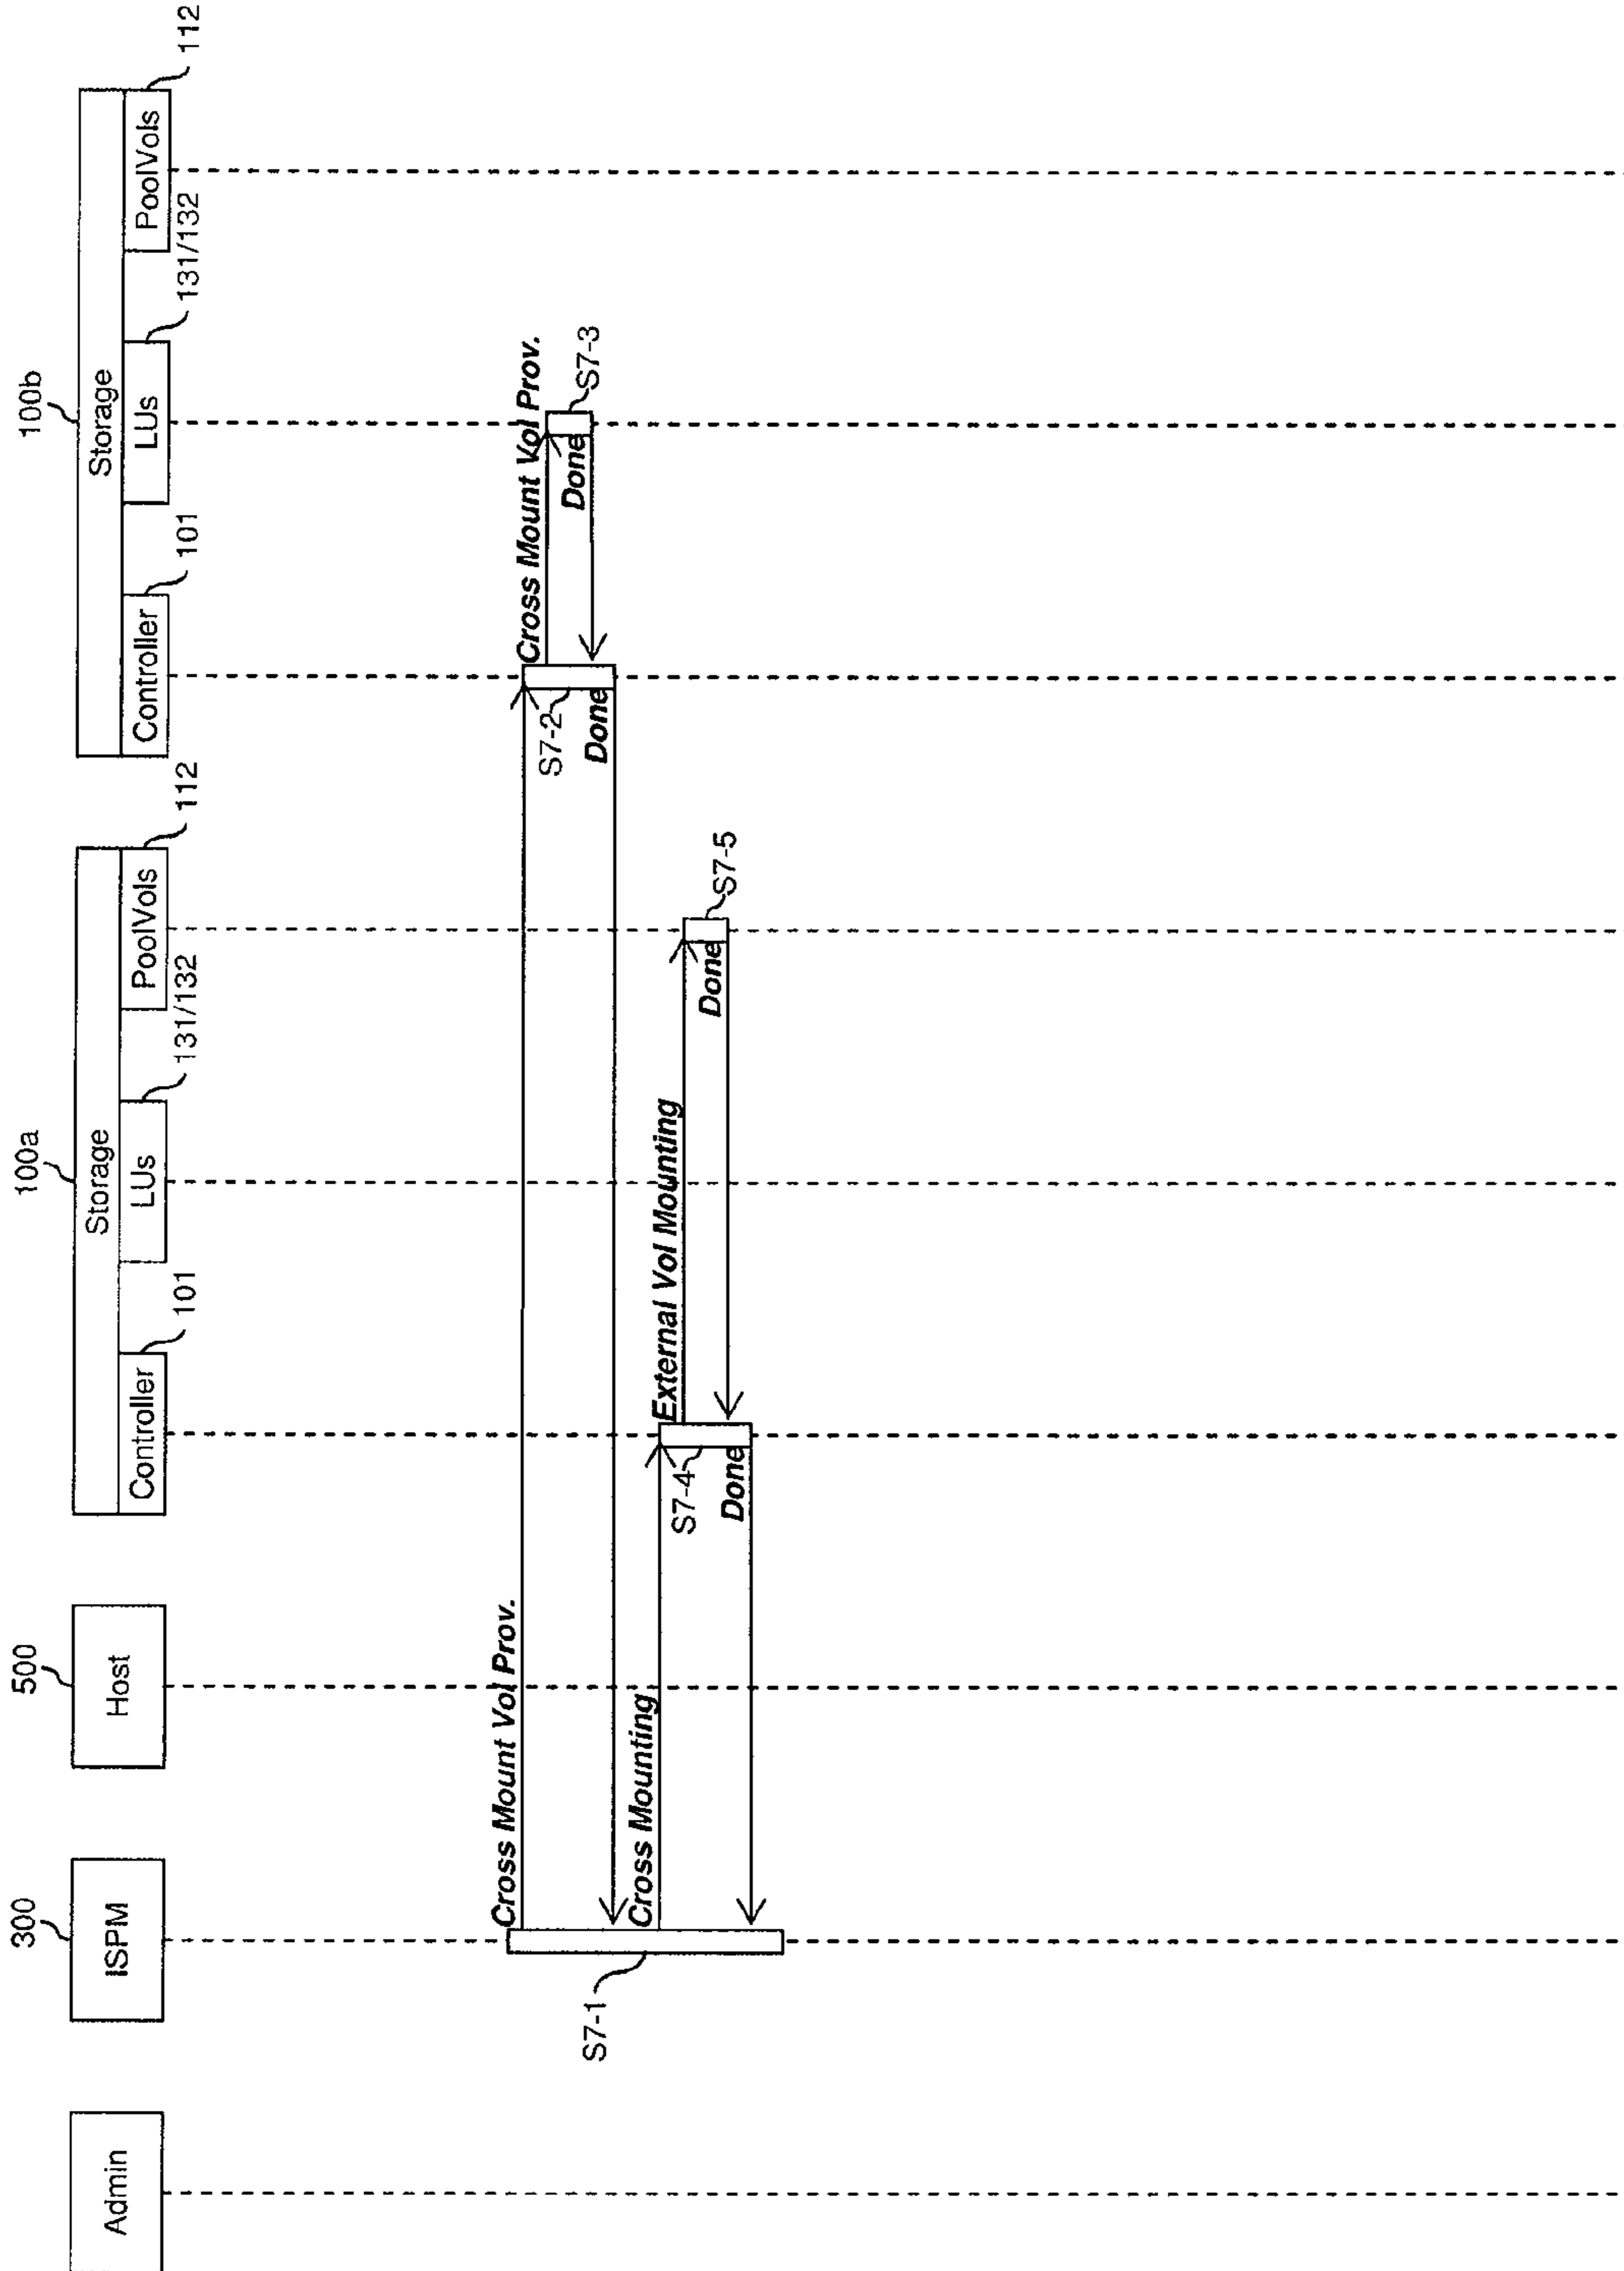 300
500
100a
100b
Admin
ISPM
Host
Storage
Storage
Controller
LUs
PoolVols
Controller
LUs
PoolVols
101
131/132
112
101
131/132
112
Cross Mount Vol Prov.
Cross Mount Vol Prov.
S7-2
Done
S7-3
Done
S7-1
Cross Mounting
External Vol Mounting
S7-4
Done
S7-5
Done